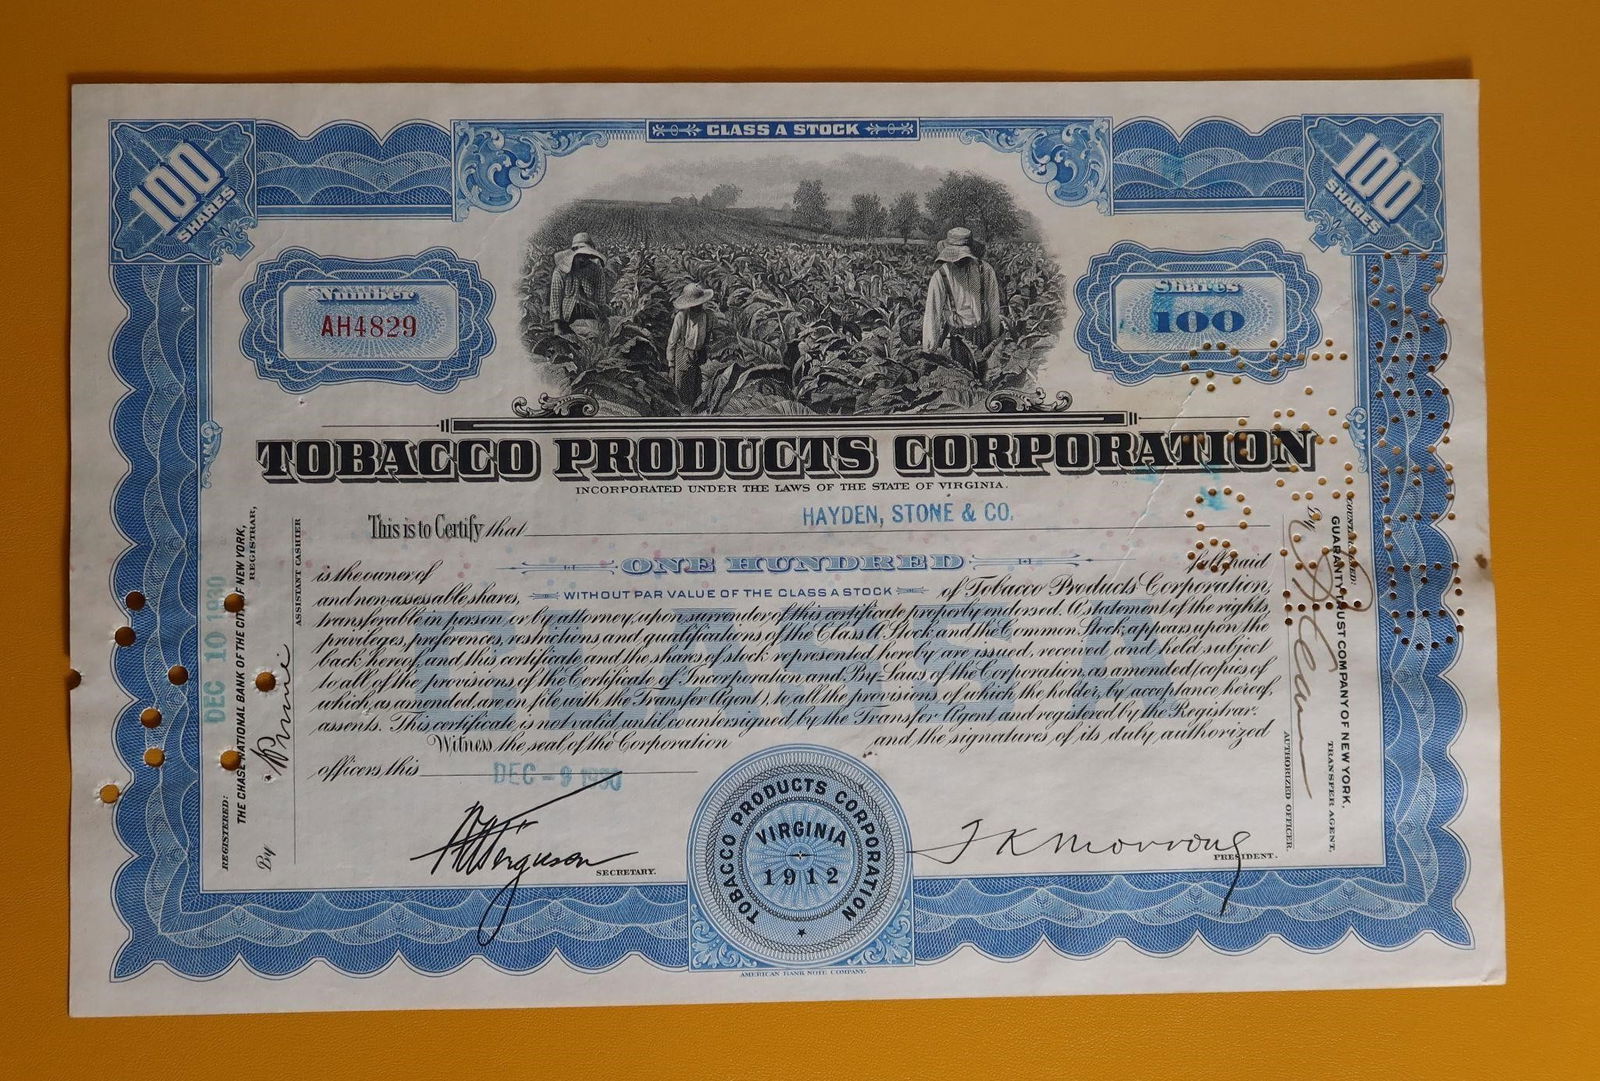 CLASS A STOCK
100 SHARES
100 SHARES
Number
AH4829
Shares
100
TOBACCO PRODUCTS CORPORATION
INCORPORATED UNDER THE LAWS OF THE STATE OF VIRGINIA.
This is to Certify that HAYDEN, STONE & CO.
is the owner of ONE HUNDRED full paid
and non-assessable shares, WITHOUT PAR VALUE OF THE CLASS A STOCK of Tobacco Products Corporation,
transferable in person or by attorney, upon surrender of this certificate properly endorsed. A statement of the rights,
privileges, preferences, restrictions and qualifications of the Class A Stock and the Common Stock, appears upon the
back hereof, and this certificate and the shares of stock represented hereby are issued, received and held subject
to all of the provisions of the Certificate of Incorporation and By-Laws of the Corporation, as amended (copies of
which, as amended, are on file with the Transfer Agent), to all the provisions of which the holder, by acceptance hereof,
assents. This certificate is not valid until countersigned by the Transfer Agent and registered by the Registrar.
Witness the seal of the Corporation and the signatures of its duly authorized
officers this DEC - 9 1930
CLASS A
Ferguson
SECRETARY.
TOBACCO PRODUCTS CORPORATION
VIRGINIA
1912
T K Morrow
PRESIDENT.
AMERICAN BANK NOTE COMPANY.
REGISTERED: DEC 10 1930
THE CHASE NATIONAL BANK OF THE CITY OF NEW YORK,
REGISTRAR,
By
ASSISTANT CASHIER
COUNTERSIGNED:
GUARANTY TRUST COMPANY OF NEW YORK.
TRANSFER AGENT.
By
AUTHORIZED OFFICER.